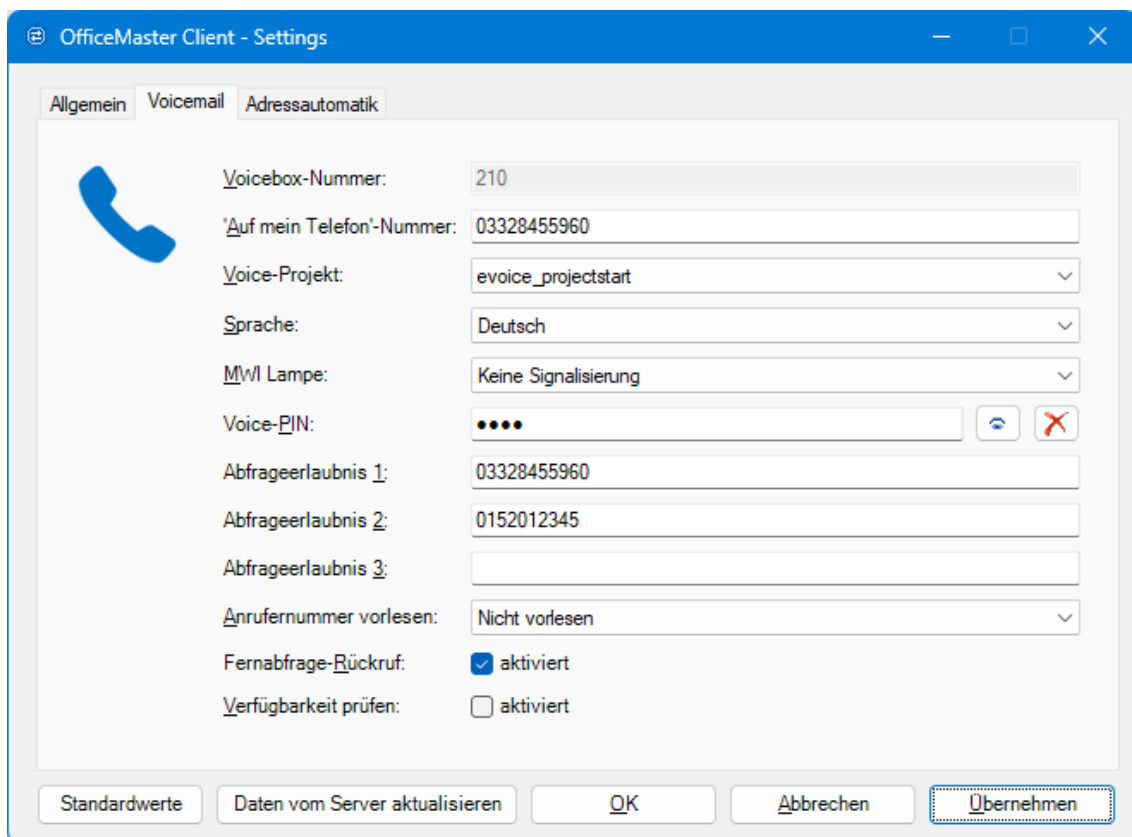 OfficeMaster Client - Settings
Allgemein Voicemail Adressautomatik
Voicebox-Nummer: 210
'Auf mein Telefon'-Nummer: 03328455960
Voice-Projekt: evoice_projectstart
Sprache: Deutsch
MWI Lampe: Keine Signalisierung
Voice-PIN: ●●●●
Abfrageerlaubnis 1: 03328455960
Abfrageerlaubnis 2: 0152012345
Abfrageerlaubnis 3:
Anrufernummer vorlesen: Nicht vorlesen
Fernabfrage-Rückruf: aktiviert
Verfügbarkeit prüfen: aktiviert
Standardwerte Daten vom Server aktualisieren OK Abbrechen Übernehmen